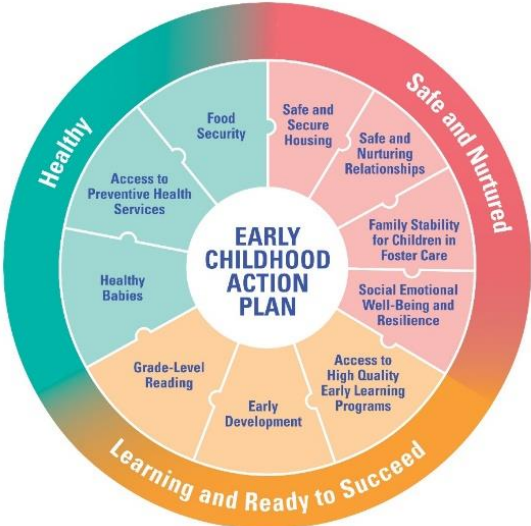 Healthy
Safe and Nurtured
Learning and Ready to Succeed
EARLY
CHILDHOOD
ACTION
PLAN
Food
Security
Safe and
Secure
Housing
Safe and
Nurturing
Relationships
Family Stability
for Children in
Foster Care
Social Emotional
Well-Being and
Resilience
Access to
High Quality
Early Learning
Programs
Early
Development
Grade-Level
Reading
Healthy
Babies
Access to
Preventive Health
Services